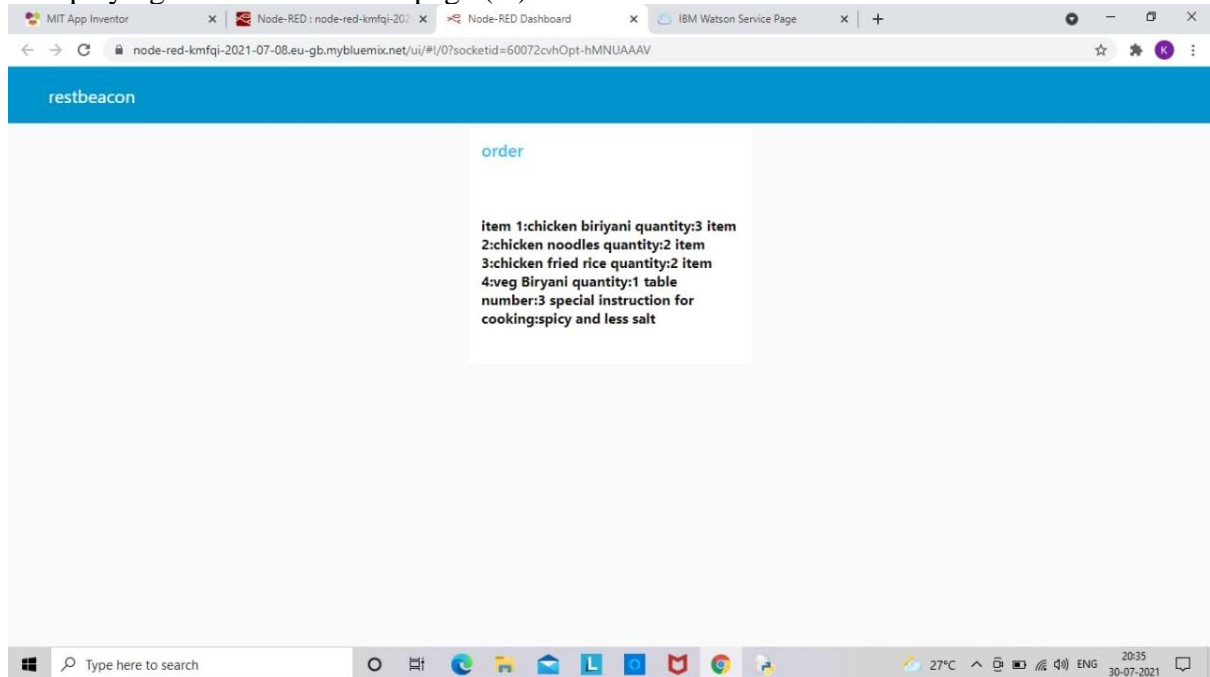 MIT App Inventor
Node-RED : node-red-kmfqi-202
Node-RED Dashboard
IBM Watson Service Page
node-red-kmfqi-2021-07-08.eu-gb.mybluemix.net/ui/#!/0?socketid=60072cvhOpt-hMNUAAAV
K
restbeacon
order
item 1:chicken biriyani quantity:3 item
2:chicken noodles quantity:2 item
3:chicken fried rice quantity:2 item
4:veg Biryani quantity:1 table
number:3 special instruction for
cooking:spicy and less salt
Type here to search
L
27°C
ENG
20:35
30-07-2021